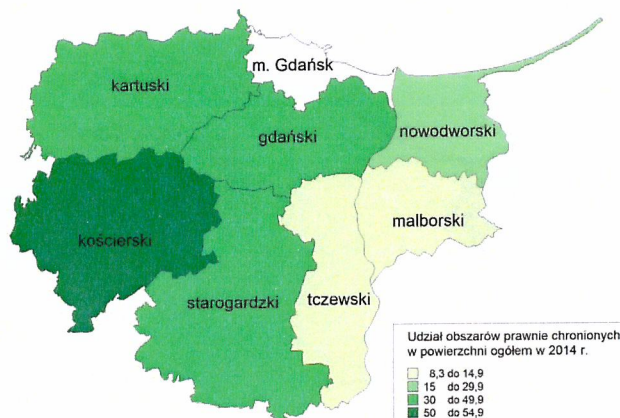 m. Gdańsk
kartuski
nowodworski
gdański
malborski
kościerski
starogardzki
tczewski
Udział obszarów prawnie chronionych
w powierzchni ogółem w 2014 r.
8,3 do 14,9
15 do 29,9
30 do 49,9
50 do 54,9